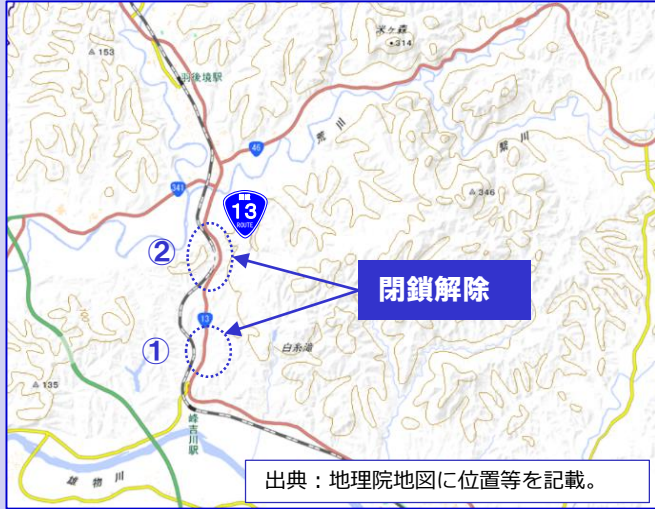 米ケ森
・314
▲153
羽後境駅
荒川
46
繋川
341
▲346
13
ROUTE
②
閉鎖解除
13
①
白糸滝
▲135
峰吉川駅
雄物川
出典：地理院地図に位置等を記載。